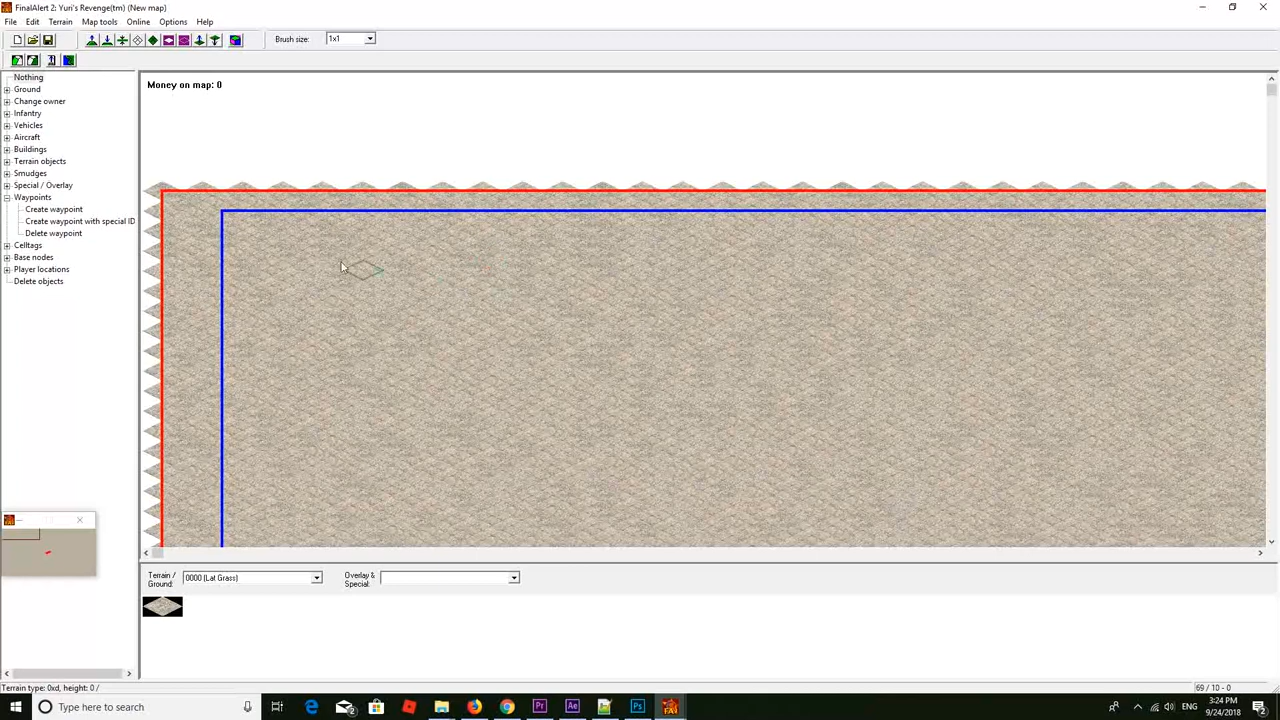 FinalAlert 2: Yuri's Revenge(tm) (New map)
File Edit Terrain Map tools Online Options Help
Brush size: 1x1
Nothing
Ground
Change owner
Infantry
Vehicles
Aircraft
Buildings
Terrain objects
Smudges
Special / Overlay
Waypoints
Create waypoint
Create waypoint with special ID
Delete waypoint
Celltags
Base nodes
Player locations
Delete objects
Money on map: 0
Terrain / Ground: 0000 (Lat Grass) Overlay & Special:
Terrain type: 0xd, height: 0 /
69 / 10 - 0
Type here to search
ENG
3:24 PM
9/24/2018